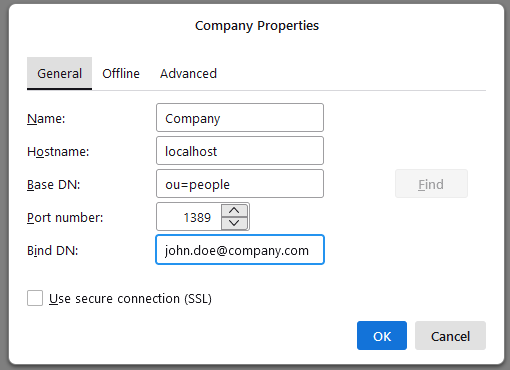 Company Properties
General Offline Advanced
Name: Company
Hostname: localhost
Base DN: ou=people Find
Port number: 1389
Bind DN: john.doe@company.com
Use secure connection (SSL)
OK Cancel